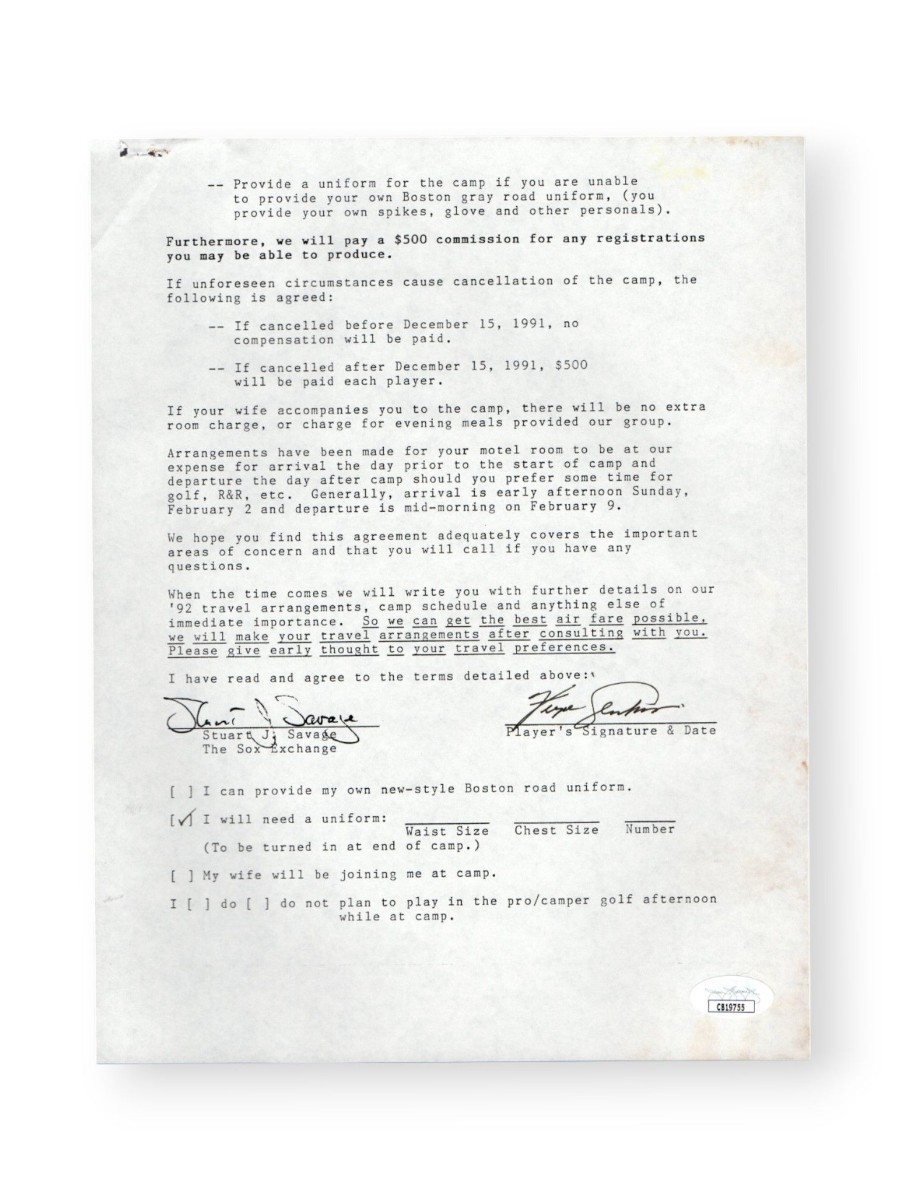 -- Provide a uniform for the camp if you are unable
to provide your own Boston gray road uniform, (you
provide your own spikes, glove and other personals).
Furthermore, we will pay a $500 commission for any registrations
you may be able to produce.
If unforeseen circumstances cause cancellation of the camp, the
following is agreed:
-- If cancelled before December 15, 1991, no
compensation will be paid.
-- If cancelled after December 15, 1991, $500
will be paid each player.
If your wife accompanies you to the camp, there will be no extra
room charge, or charge for evening meals provided our group.
Arrangements have been made for your motel room to be at our
expense for arrival the day prior to the start of camp and
departure the day after camp should you prefer some time for
golf, R&R, etc. Generally, arrival is early afternoon Sunday,
February 2 and departure is mid-morning on February 9.
We hope you find this agreement adequately covers the important
areas of concern and that you will call if you have any
questions.
When the time comes we will write you with further details on our
'92 travel arrangements, camp schedule and anything else of
immediate importance. So we can get the best air fare possible,
we will make your travel arrangements after consulting with you.
Please give early thought to your travel preferences.
I have read and agree to the terms detailed above:
Stuart J Savage Ferge Jenkins
Stuart J. Savage Player's Signature & Date
The Sox Exchange
[ ] I can provide my own new-style Boston road uniform.
[✓] I will need a uniform:
Waist Size Chest Size Number
(To be turned in at end of camp.)
[ ] My wife will be joining me at camp.
I [ ] do [ ] do not plan to play in the pro/camper golf afternoon
while at camp.
CB19755